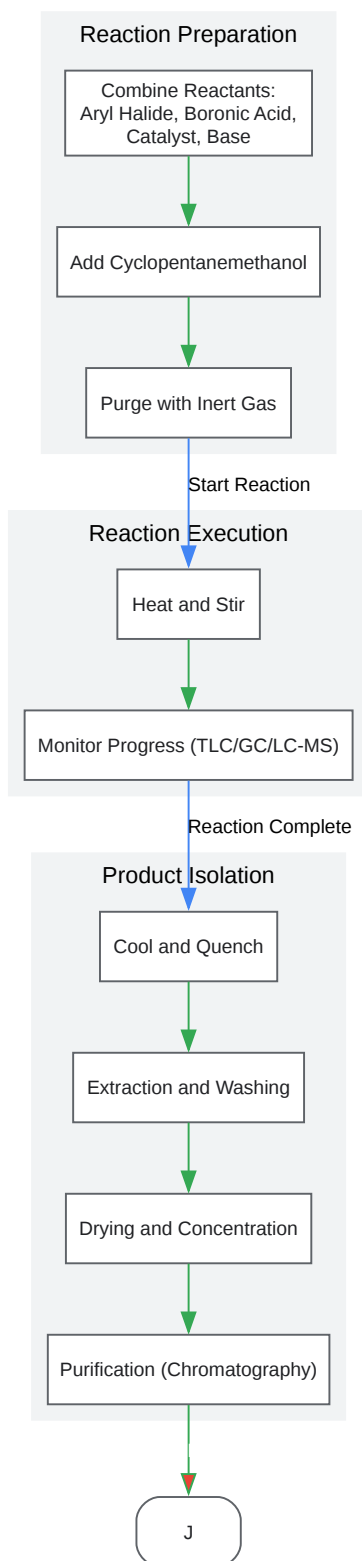 Reaction Preparation
Combine Reactants:
Aryl Halide, Boronic Acid,
Catalyst, Base
Add Cyclopentanemethanol
Purge with Inert Gas
Start Reaction
Reaction Execution
Heat and Stir
Monitor Progress (TLC/GC/LC-MS)
Reaction Complete
Product Isolation
Cool and Quench
Extraction and Washing
Drying and Concentration
Purification (Chromatography)
J